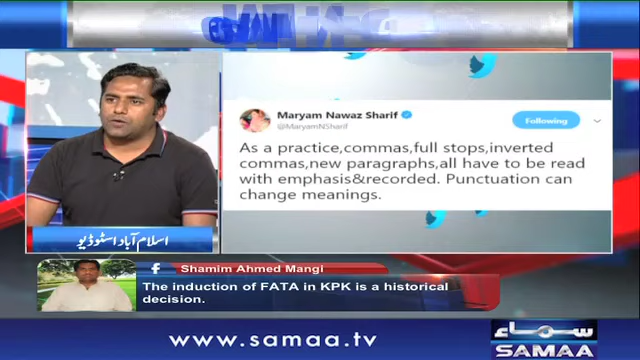 Maryam Nawaz Sharif
@MaryamNSharif
Following
As a practice,commas,full stops,inverted
commas,new paragraphs,all have to be read
with emphasis&recorded. Punctuation can
change meanings.
اسلام آباد اسٹوڈیو
f Shamim Ahmed Mangi
The induction of FATA in KPK is a historical
decision.
www.samaa.tv
سماء
SAMAA